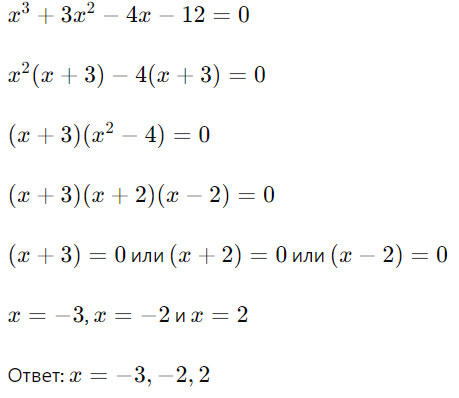 x³ + 3x² − 4x − 12 = 0
x²(x + 3) − 4(x + 3) = 0
(x + 3)(x² − 4) = 0
(x + 3)(x + 2)(x − 2) = 0
(x + 3) = 0 или (x + 2) = 0 или (x − 2) = 0
x = −3, x = −2 и x = 2
Ответ: x = −3, −2, 2